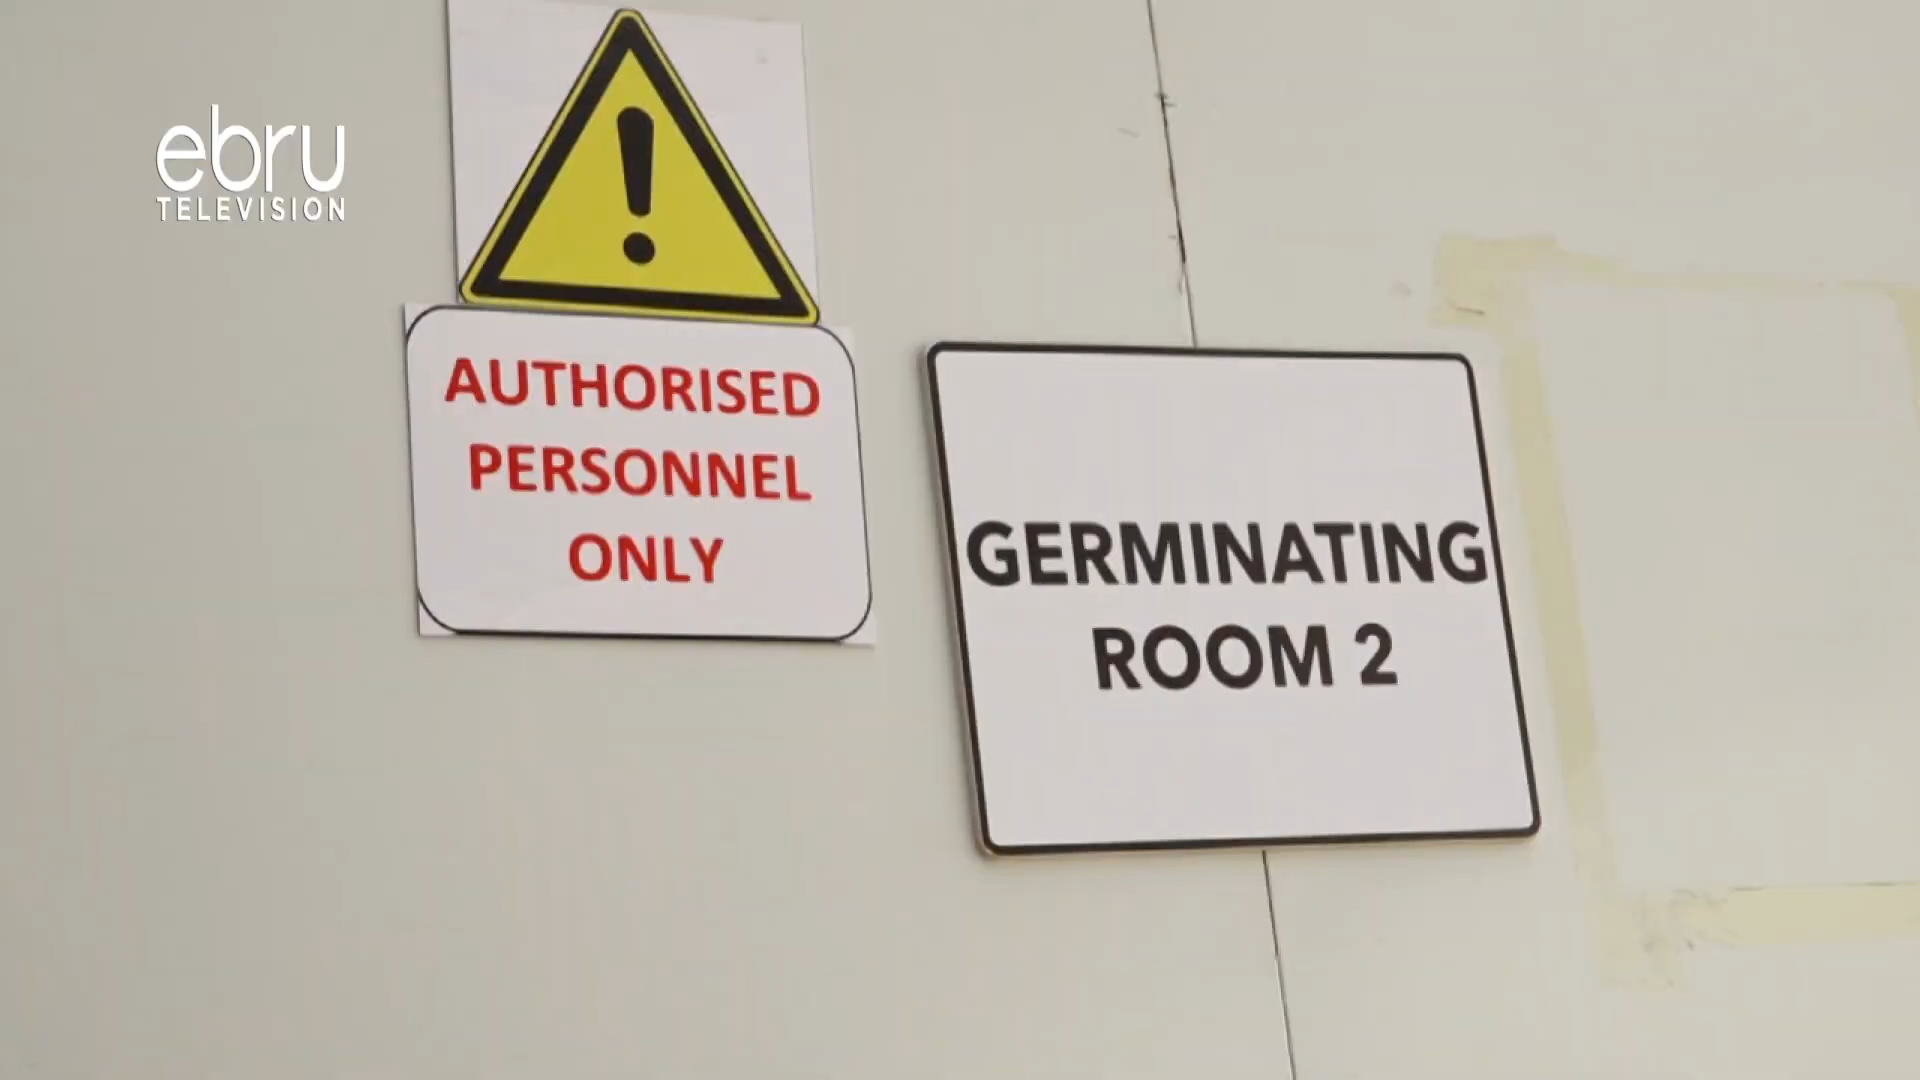 ebru
TELEVISION
AUTHORISED
PERSONNEL
ONLY
GERMINATING
ROOM 2